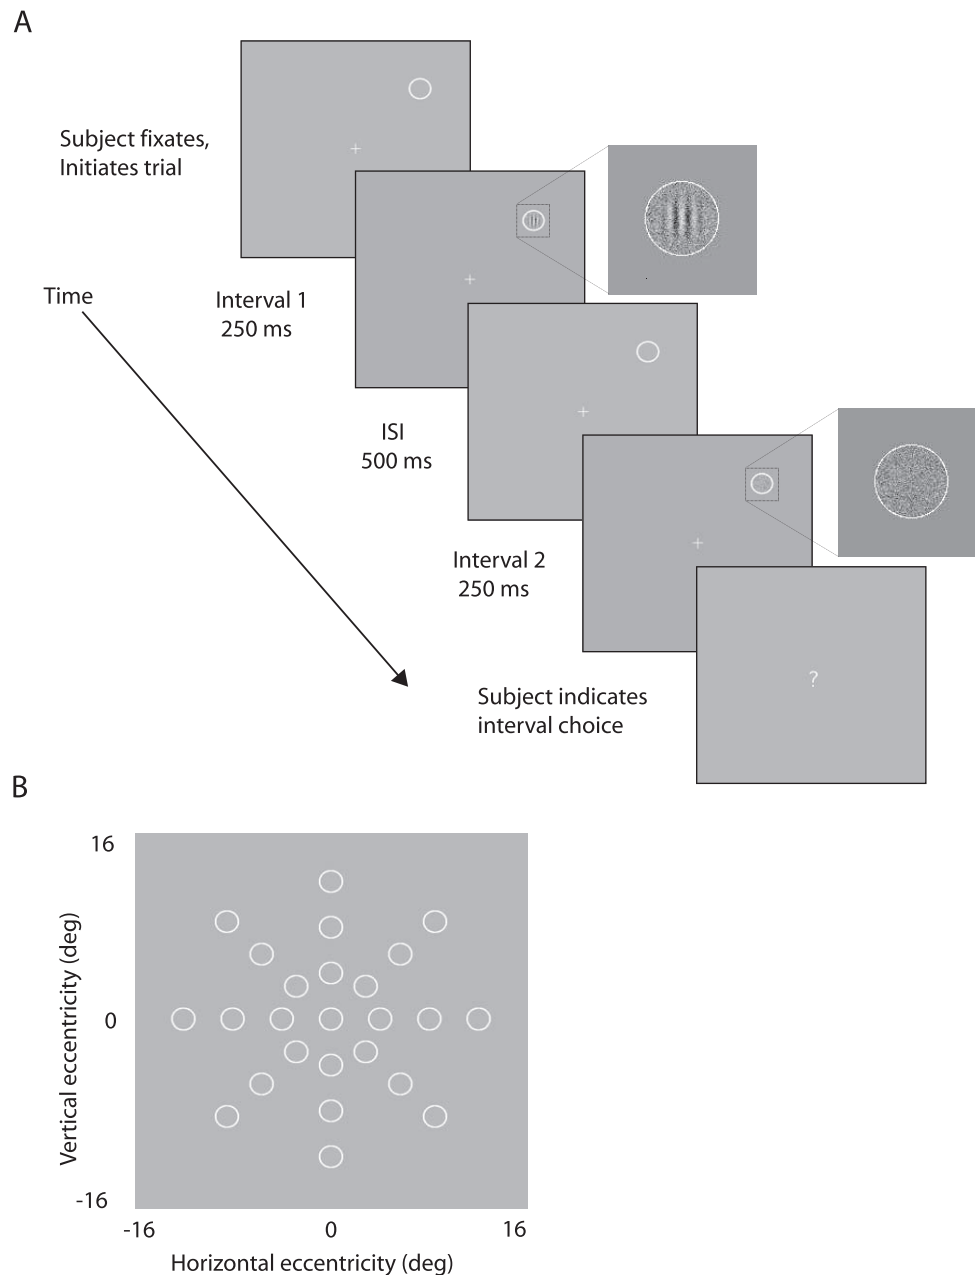 A
Subject fixates,
Initiates trial
Time
Interval 1
250 ms
ISI
500 ms
Interval 2
250 ms
Subject indicates
interval choice
?
B
16
0
-16
Vertical eccentricity (deg)
-16
0
16
Horizontal eccentricity (deg)